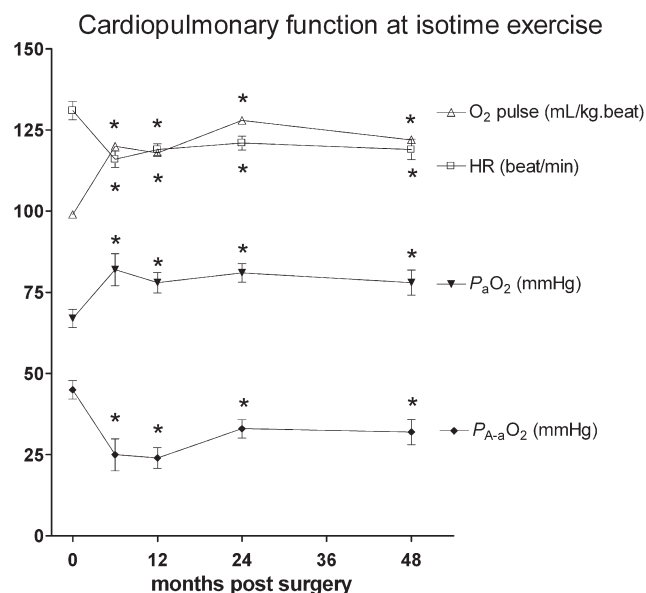 Cardiopulmonary function at isotime exercise
150
125
100
75
50
25
0
0 12 24 36 48
months post surgery
O₂ pulse (mL/kg.beat)
HR (beat/min)
PₐO₂ (mmHg)
P_A-aO₂ (mmHg)
* * * *
* * * *
* * * *
* * * *